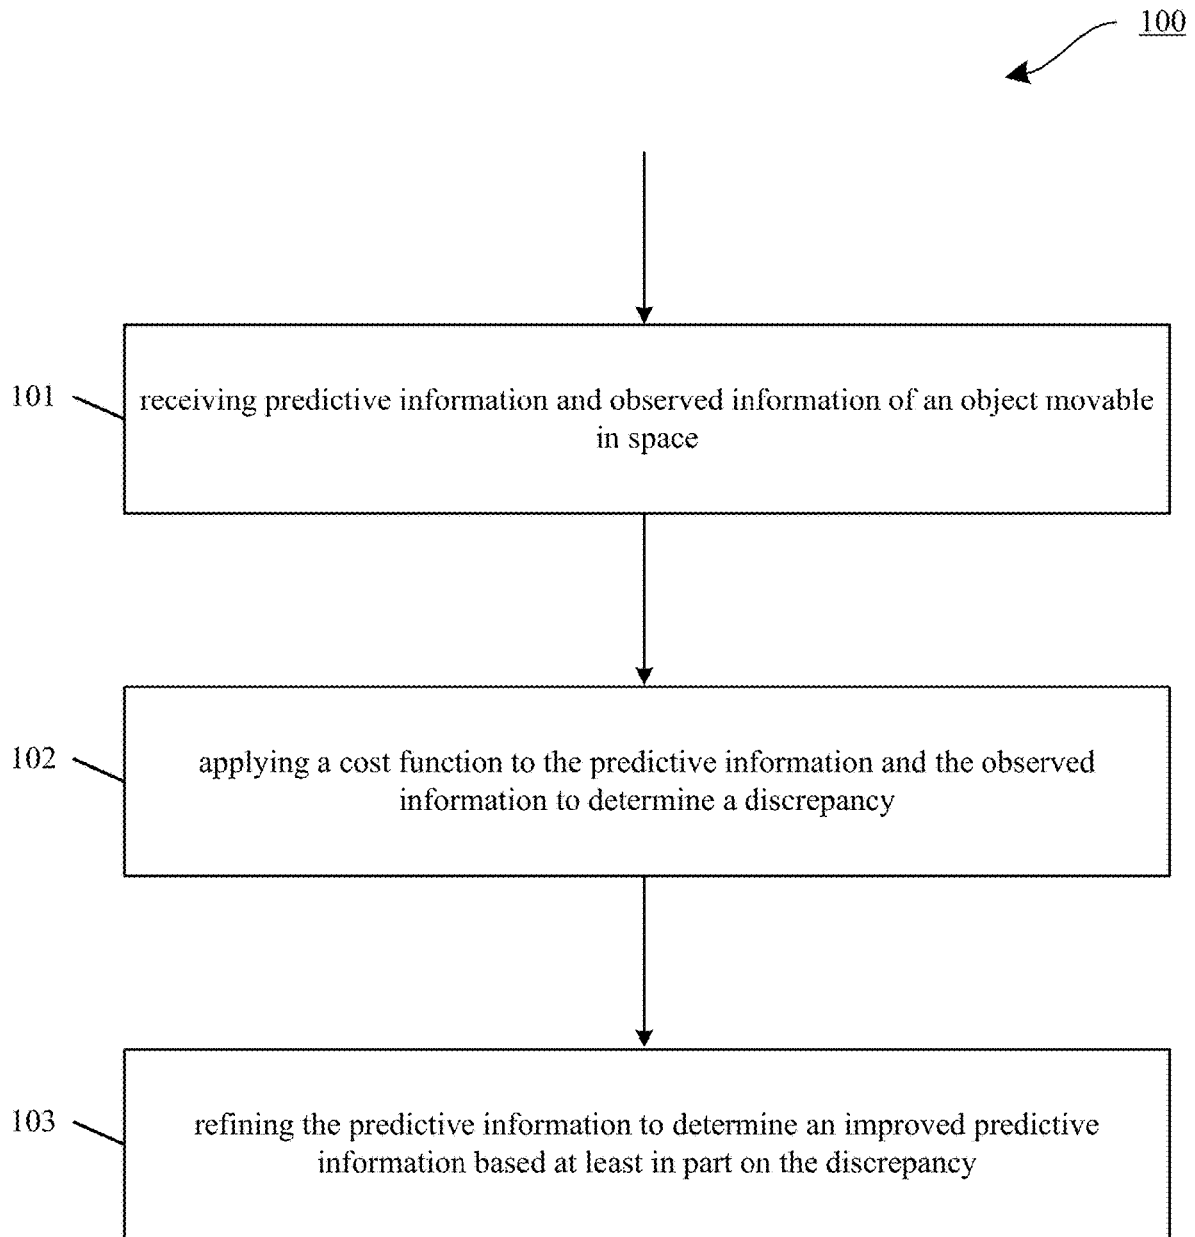 100
101
receiving predictive information and observed information of an object movable
in space
102
applying a cost function to the predictive information and the observed
information to determine a discrepancy
103
refining the predictive information to determine an improved predictive
information based at least in part on the discrepancy